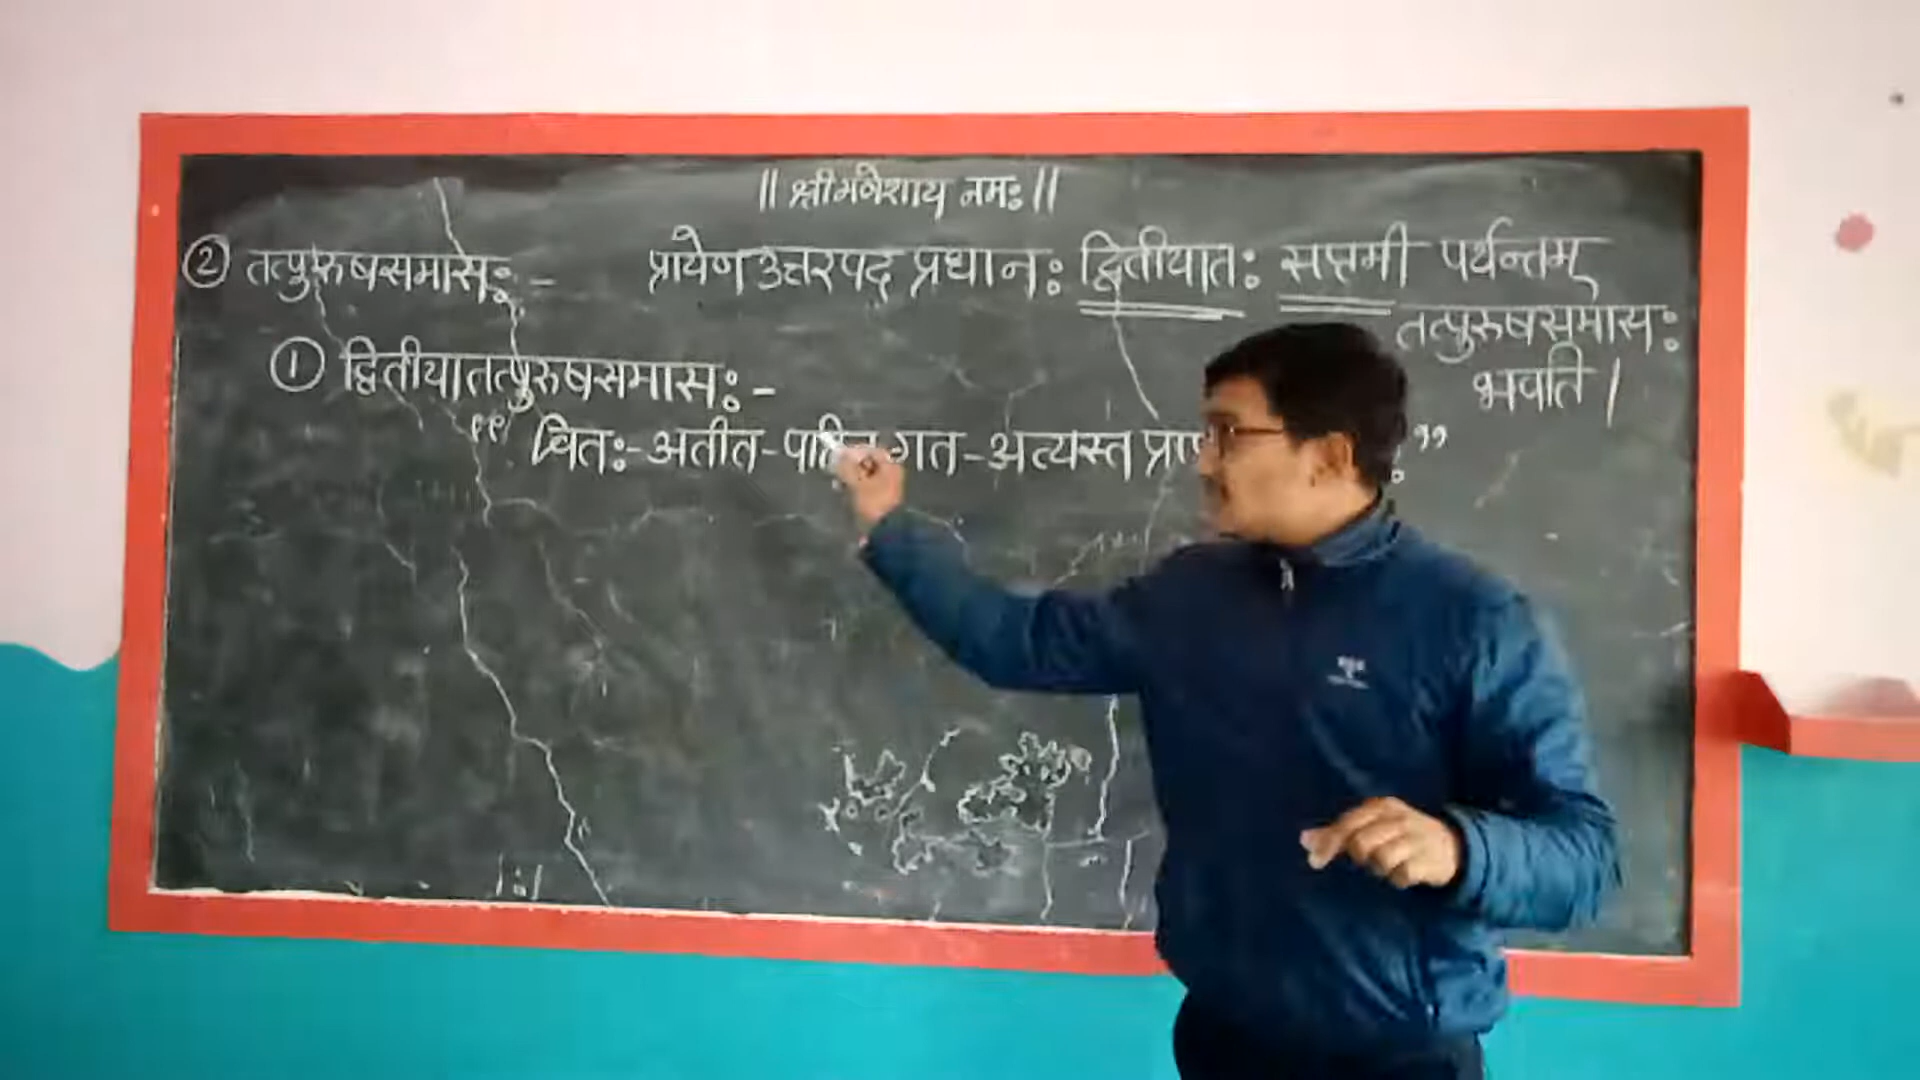 || श्रीगणेशाय नमः ||
② तत्पुरुषसमासः - प्रायेण उत्तरपद प्रधानः द्वितीयातः सप्तमी पर्यन्तम्
तत्पुरुषसमासः
भवति |
① द्वितीयातत्पुरुषसमासः -
अतीत - गत - अत्यस्त